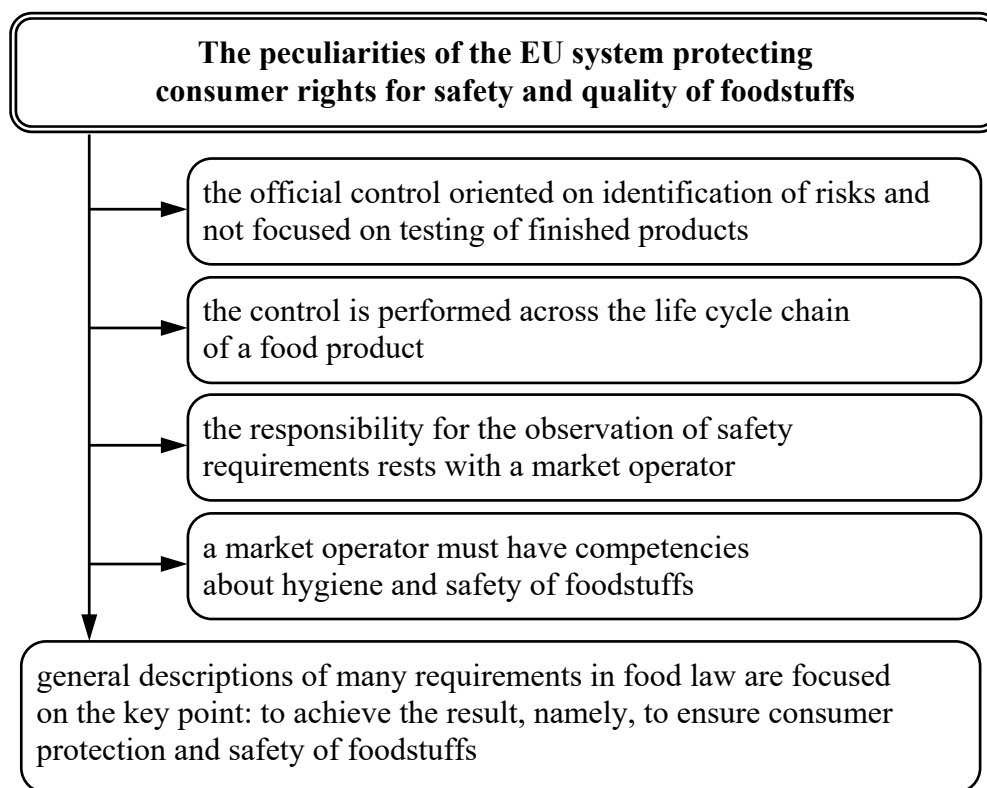 The peculiarities of the EU system protecting
consumer rights for safety and quality of foodstuffs
the official control oriented on identification of risks and
not focused on testing of finished products
the control is performed across the life cycle chain
of a food product
the responsibility for the observation of safety
requirements rests with a market operator
a market operator must have competencies
about hygiene and safety of foodstuffs
general descriptions of many requirements in food law are focused
on the key point: to achieve the result, namely, to ensure consumer
protection and safety of foodstuffs